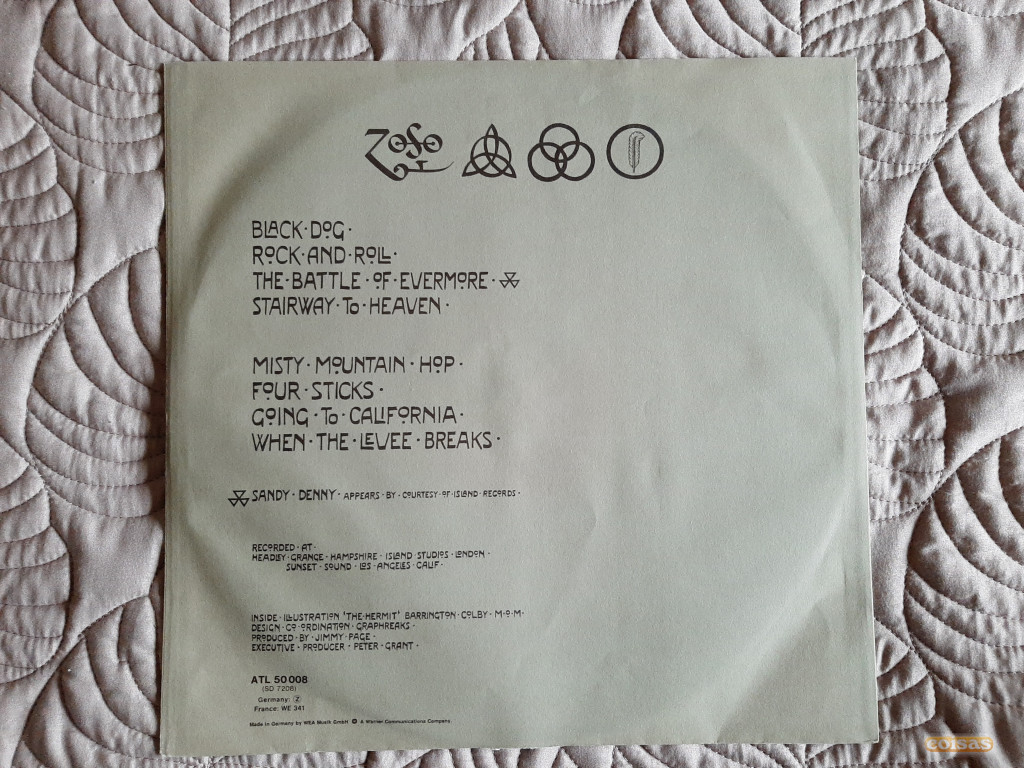 ZoSo
BLACK·DOG·
ROCK·AND·ROLL·
THE·BATTLE·OF·EVERMORE·
STAIRWAY·TO·HEAVEN·
MISTY·MOUNTAIN·HOP·
FOUR·STICKS·
GOING·TO·CALIFORNIA·
WHEN·THE·LEVEE·BREAKS·
SANDY·DENNY·APPEARS·BY·COURTESY·OF·ISLAND·RECORDS·
RECORDED·AT·
HEADLEY·GRANGE·HAMPSHIRE·ISLAND·STUDIOS·LONDON·
SUNSET·SOUND·LOS·ANGELES·CALIF·
INSIDE·ILLUSTRATION 'THE·HERMIT' BARRINGTON·COLBY·M·O·M·
DESIGN·CO·ORDINATION·GRAPHREAKS·
PRODUCED·BY·JIMMY·PAGE·
EXECUTIVE·PRODUCER·PETER·GRANT·
ATL 50 008
(SD 7208)
Germany: Ⓩ
France: WE 341
Made in Germany by WEA Musik GmbH A Warner Communications Company.
coisas